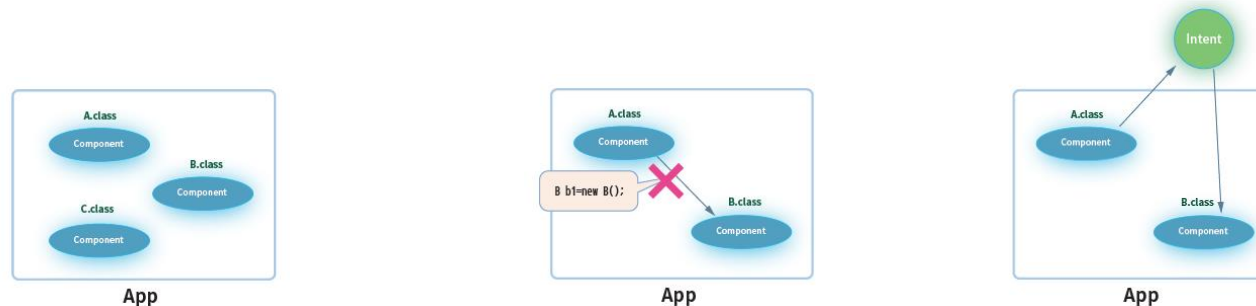 A.class
Component
B.class
Component
C.class
Component
App
A.class
Component
B b1=new B();
B.class
Component
App
Intent
A.class
Component
B.class
Component
App